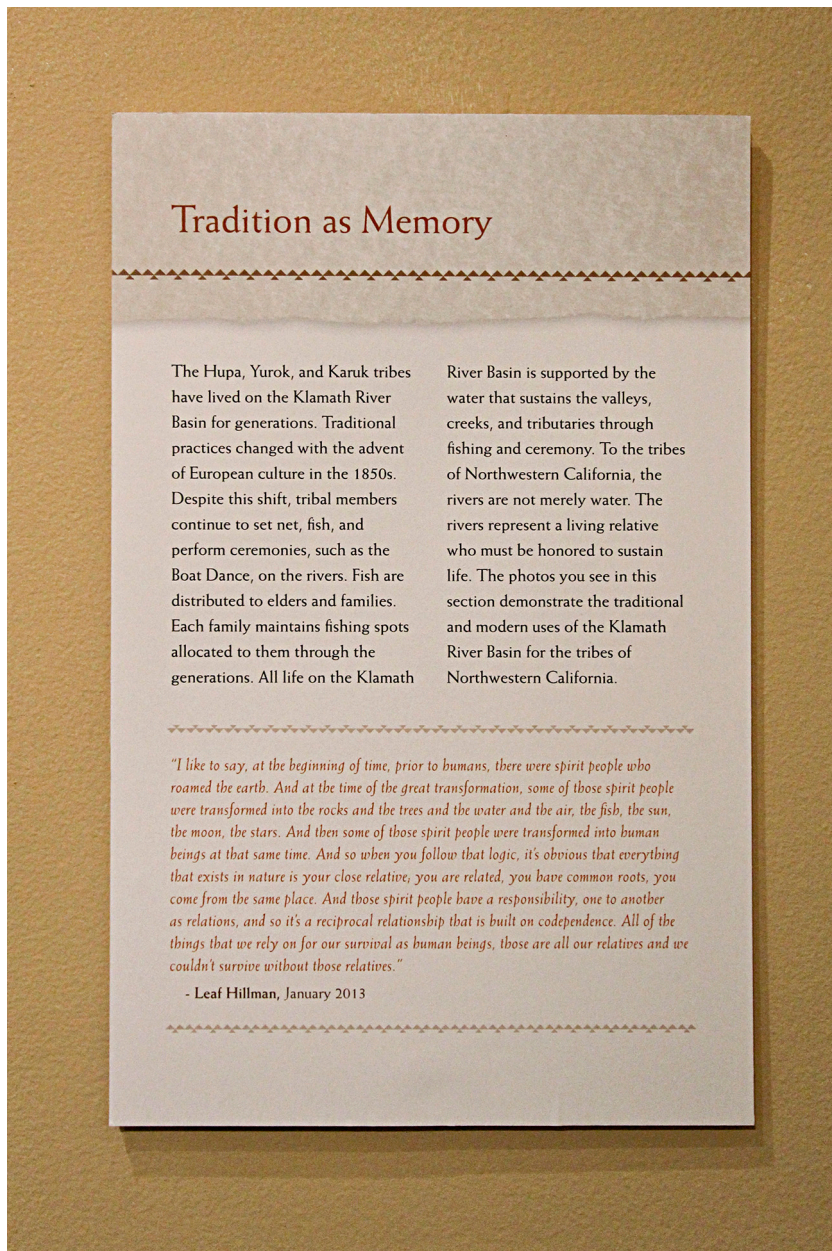 Tradition as Memory
The Hupa, Yurok, and Karuk tribes
have lived on the Klamath River
Basin for generations. Traditional
practices changed with the advent
of European culture in the 1850s.
Despite this shift, tribal members
continue to set net, fish, and
perform ceremonies, such as the
Boat Dance, on the rivers. Fish are
distributed to elders and families.
Each family maintains fishing spots
allocated to them through the
generations. All life on the Klamath
River Basin is supported by the
water that sustains the valleys,
creeks, and tributaries through
fishing and ceremony. To the tribes
of Northwestern California, the
rivers are not merely water. The
rivers represent a living relative
who must be honored to sustain
life. The photos you see in this
section demonstrate the traditional
and modern uses of the Klamath
River Basin for the tribes of
Northwestern California.
"I like to say, at the beginning of time, prior to humans, there were spirit people who
roamed the earth. And at the time of the great transformation, some of those spirit people
were transformed into the rocks and the trees and the water and the air, the fish, the sun,
the moon, the stars. And then some of those spirit people were transformed into human
beings at that same time. And so when you follow that logic, it's obvious that everything
that exists in nature is your close relative; you are related, you have common roots, you
come from the same place. And those spirit people have a responsibility, one to another
as relations, and so it's a reciprocal relationship that is built on codependence. All of the
things that we rely on for our survival as human beings, those are all our relatives and we
couldn't survive without those relatives."
- Leaf Hillman, January 2013